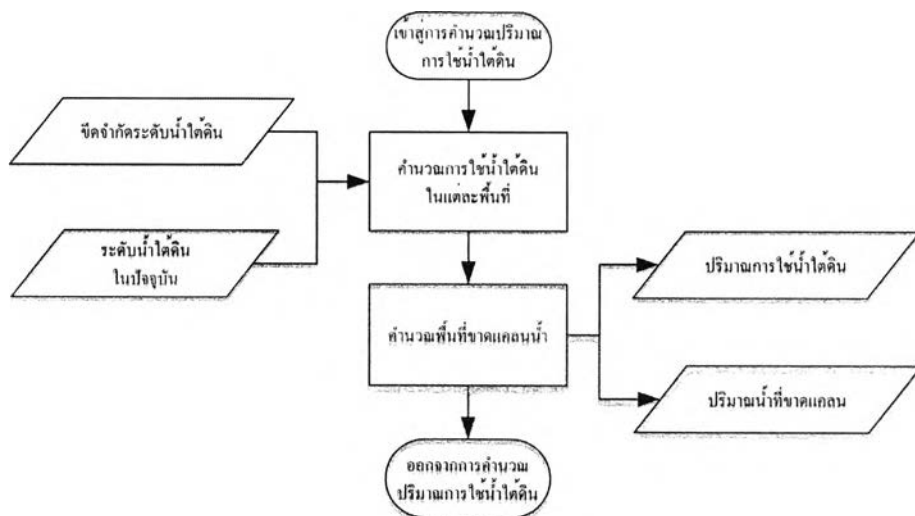 เข้าสู่การคำนวณปริมาณ
การใช้น้ำใต้ดิน
ขีดจำกัดระดับน้ำใต้ดิน
คำนวณการใช้น้ำใต้ดิน
ในแต่ละพื้นที่
ระดับน้ำใต้ดิน
ในปัจจุบัน
ปริมาณการใช้น้ำใต้ดิน
คำนวณพื้นที่ขาดแคลนน้ำ
ปริมาณน้ำที่ขาดแคลน
ออกจากการคำนวณ
ปริมาณการใช้น้ำใต้ดิน